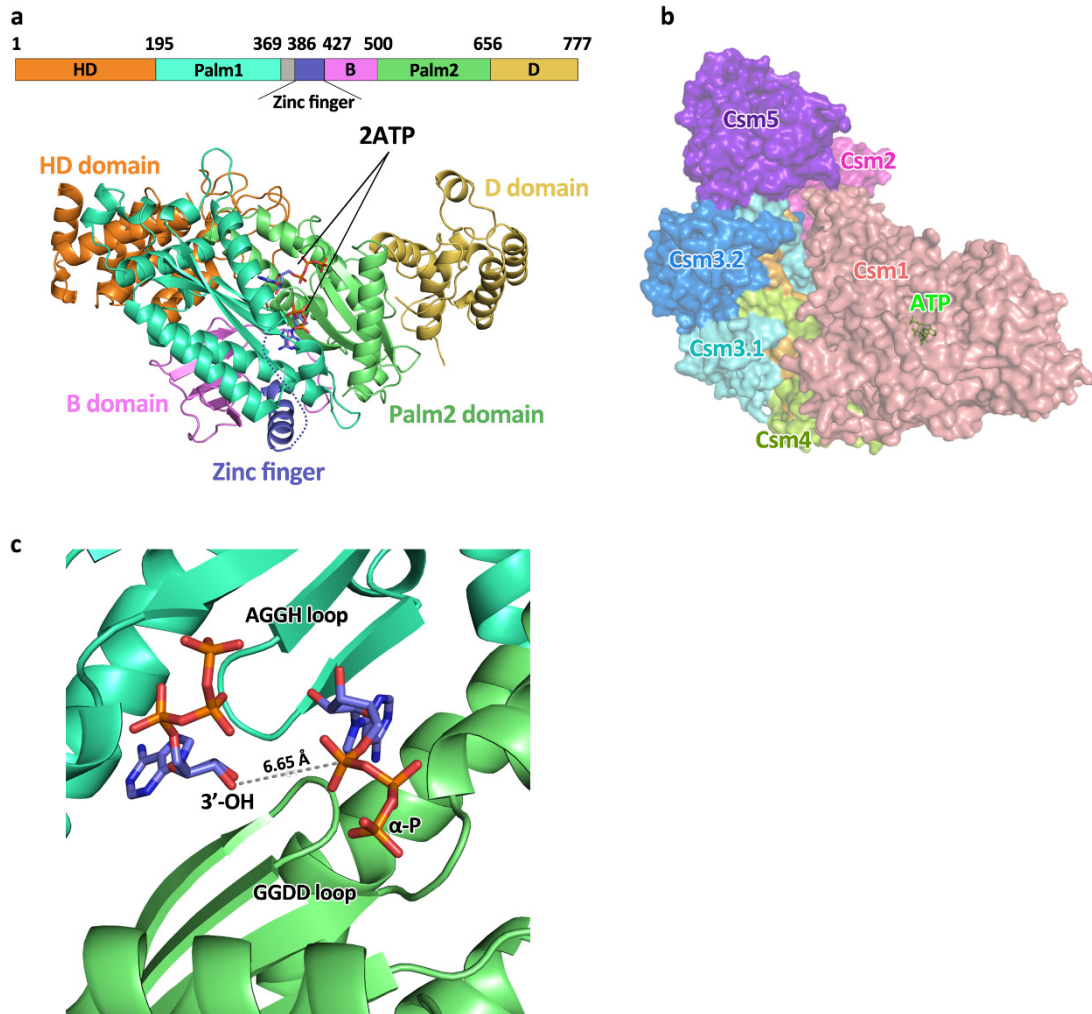 a
1 195 369 386 427 500 656 777
HD Palm1 B Palm2 D
Zinc finger
2ATP
HD domain
D domain
B domain
Palm2 domain
Zinc finger
b
Csm5
Csm2
Csm3.2
Csm1
ATP
Csm3.1
Csm4
c
AGGH loop
6.65 Å
3’-OH
α-P
GGDD loop